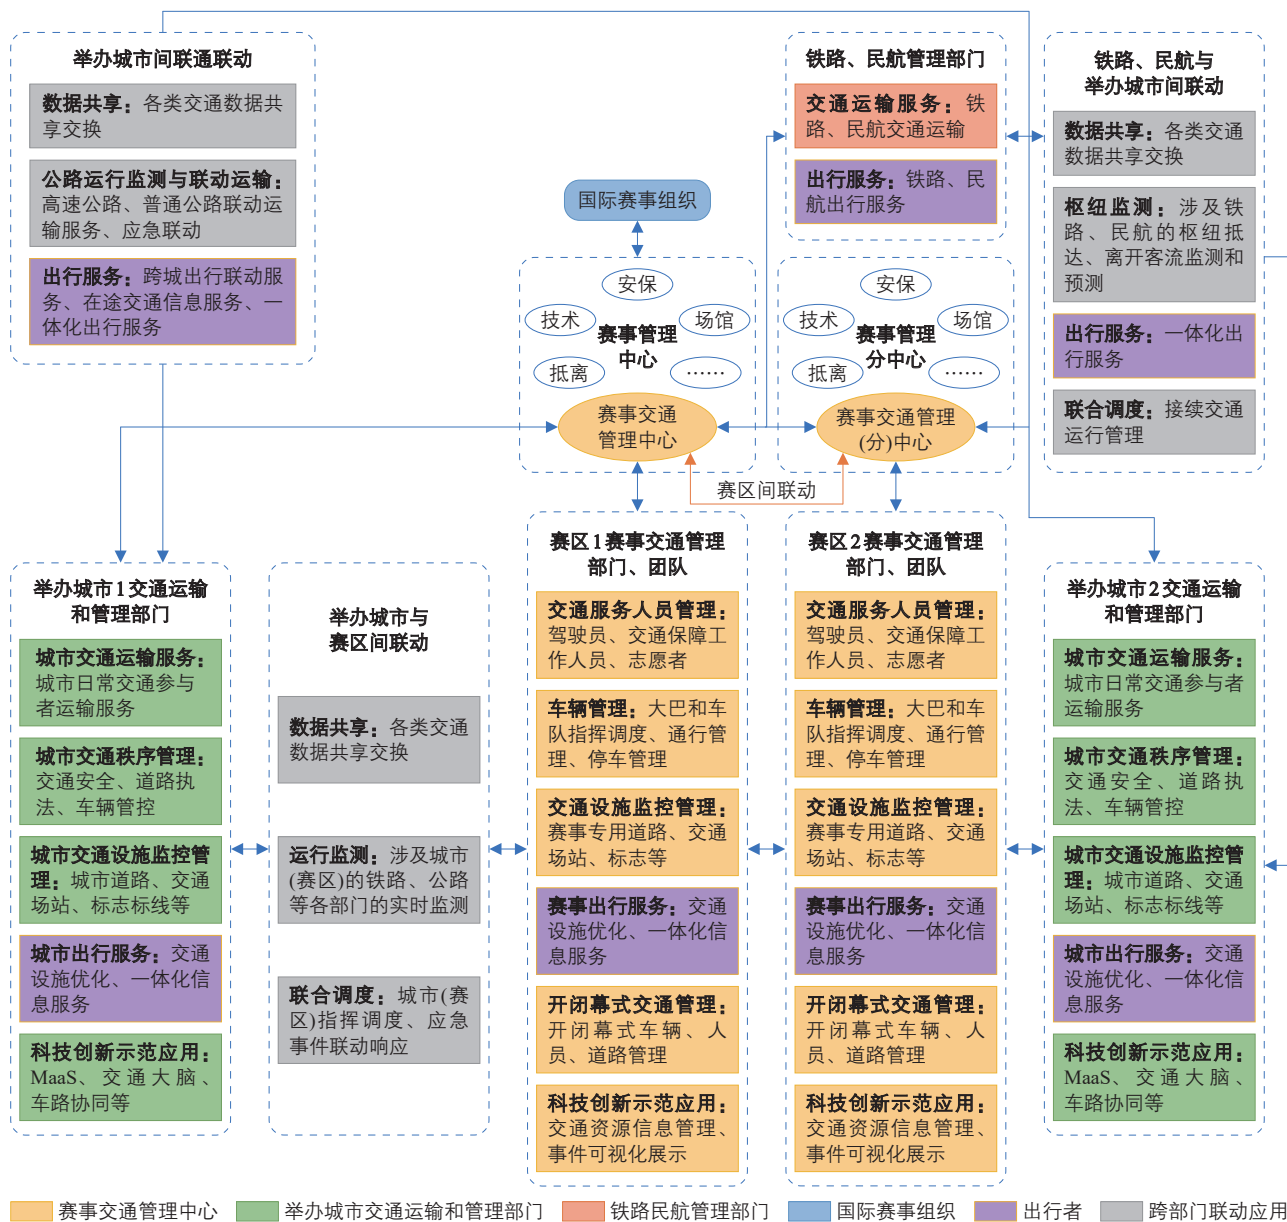 举办城市间联通联动
数据共享：各类交通数据共
享交换
公路运行监测与联动运输：
高速公路、普通公路联动运
输服务、应急联动
出行服务：跨城出行联动服
务、在途交通信息服务、一
体化出行服务
铁路、民航管理部门
交通运输服务：铁
路、民航交通运输
出行服务：铁路、民
航出行服务
铁路、民航与
举办城市间联动
数据共享：各类交通
数据共享交换
枢纽监测：涉及铁
路、民航的枢纽抵
达、离开客流监测和
预测
出行服务：一体化出
行服务
联合调度：接续交通
运行管理
国际赛事组织
安保
技术
场馆
赛事管理
中心
抵离
……
赛事交通
管理中心
安保
技术
场馆
赛事管理
分中心
抵离
……
赛事交通管理
(分)中心
赛区间联动
举办城市1交通运输
和管理部门
城市交通运输服务：
城市日常交通参与
者运输服务
城市交通秩序管理：
交通安全、道路执
法、车辆管控
城市交通设施监控管
理：城市道路、交通
场站、标志标线等
城市出行服务：交通
设施优化、一体化信
息服务
科技创新示范应用：
MaaS、交通大脑、
车路协同等
举办城市与
赛区间联动
数据共享：各类交通
数据共享交换
运行监测：涉及城市
(赛区)的铁路、公路
等各部门的实时监测
联合调度：城市(赛
区)指挥调度、应急
事件联动响应
赛区1赛事交通管理
部门、团队
交通服务人员管理：
驾驶员、交通保障工
作人员、志愿者
车辆管理：大巴和车
队指挥调度、通行管
理、停车管理
交通设施监控管理：
赛事专用道路、交通
场站、标志等
赛事出行服务：交通
设施优化、一体化信
息服务
开闭幕式交通管理：
开闭幕式车辆、人
员、道路管理
科技创新示范应用：
交通资源信息管理、
事件可视化展示
赛区2赛事交通管理
部门、团队
交通服务人员管理：
驾驶员、交通保障工
作人员、志愿者
车辆管理：大巴和车
队指挥调度、通行管
理、停车管理
交通设施监控管理：
赛事专用道路、交通
场站、标志等
赛事出行服务：交通
设施优化、一体化信
息服务
开闭幕式交通管理：
开闭幕式车辆、人
员、道路管理
科技创新示范应用：
交通资源信息管理、
事件可视化展示
举办城市2交通运输
和管理部门
城市交通运输服务：
城市日常交通参与者
运输服务
城市交通秩序管理：
交通安全、道路执
法、车辆管控
城市交通设施监控管
理：城市道路、交通
场站、标志标线等
城市出行服务：交通
设施优化、一体化信
息服务
科技创新示范应用：
MaaS、交通大脑、
车路协同等
赛事交通管理中心
举办城市交通运输和管理部门
铁路民航管理部门
国际赛事组织
出行者
跨部门联动应用